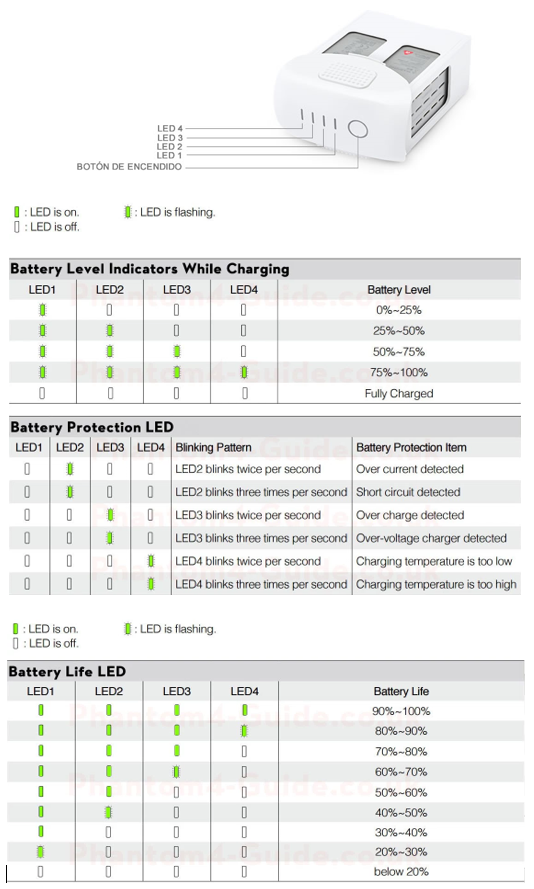 LED 4
LED 3
LED 2
LED 1
BOTÓN DE ENCENDIDO
: LED is on. : LED is flashing.
: LED is off.
Battery Level Indicators While Charging
LED1 LED2 LED3 LED4 Battery Level
0%~25%
25%~50%
50%~75%
75%~100%
Fully Charged
Battery Protection LED
LED1 LED2 LED3 LED4 Blinking Pattern Battery Protection Item
LED2 blinks twice per second Over current detected
LED2 blinks three times per second Short circuit detected
LED3 blinks twice per second Over charge detected
LED3 blinks three times per second Over-voltage charger detected
LED4 blinks twice per second Charging temperature is too low
LED4 blinks three times per second Charging temperature is too high
: LED is on. : LED is flashing.
: LED is off.
Battery Life LED
LED1 LED2 LED3 LED4 Battery Life
90%~100%
80%~90%
70%~80%
60%~70%
50%~60%
40%~50%
30%~40%
20%~30%
below 20%